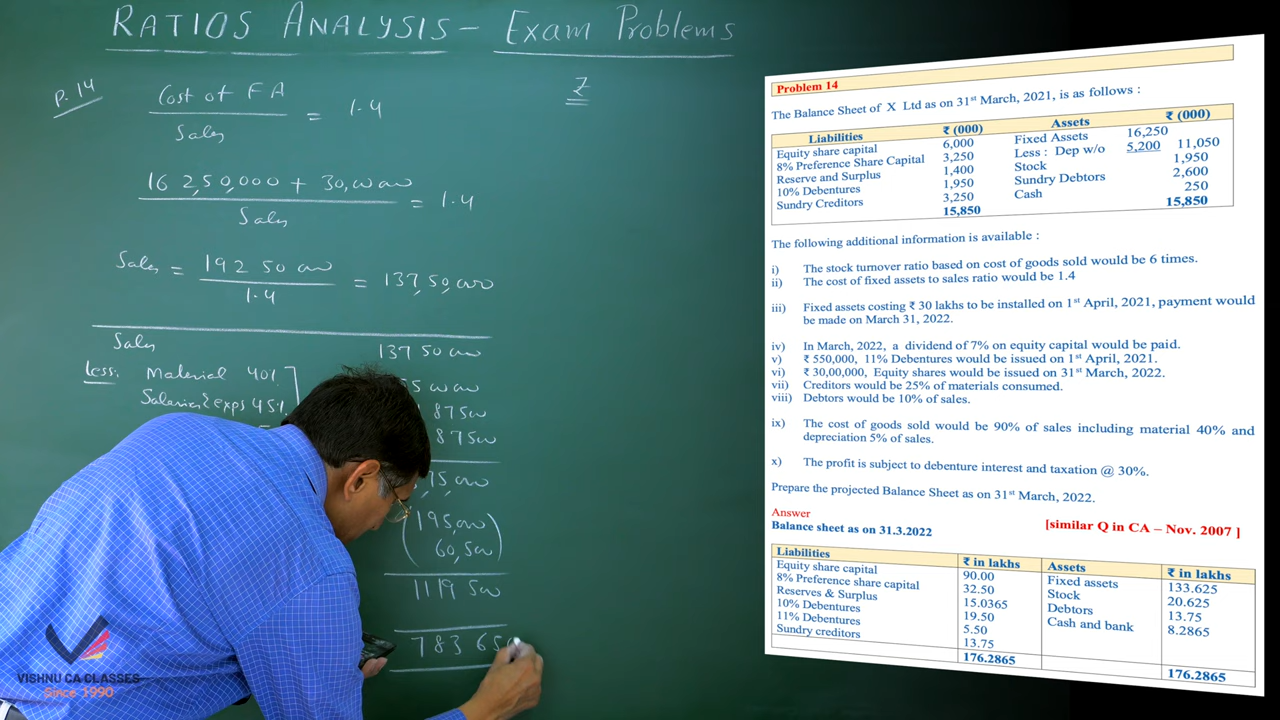 RATIOS ANALYSIS – Exam Problems
P. 14
Cost of FA
Sales
= 1.4
₹
162,50,000 + 30,00,000
Sales
= 1.4
Sales = 192 50 000
1.4
= 137,50,000
Sales 137 50 000
Less: Material 40%
5 00 00
Salaries & exps 45%
87500
87500
75,000
(195,000
60,500)
1119 500
783 650
VISHNU CA CLASSES
Since 1990
Problem 14
The Balance Sheet of X Ltd as on 31st March, 2021, is as follows :
Liabilities ₹ (000) Assets ₹ (000)
Equity share capital 6,000 Fixed Assets 16,250
8% Preference Share Capital 3,250 Less : Dep w/o 5,200 11,050
Reserve and Surplus 1,400 Stock 1,950
10% Debentures 1,950 Sundry Debtors 2,600
Sundry Creditors 3,250 Cash 250
15,850 15,850
The following additional information is available :
i) The stock turnover ratio based on cost of goods sold would be 6 times.
ii) The cost of fixed assets to sales ratio would be 1.4
iii) Fixed assets costing ₹ 30 lakhs to be installed on 1st April, 2021, payment would
be made on March 31, 2022.
iv) In March, 2022, a dividend of 7% on equity capital would be paid.
v) ₹ 550,000, 11% Debentures would be issued on 1st April, 2021.
vi) ₹ 30,00,000, Equity shares would be issued on 31st March, 2022.
vii) Creditors would be 25% of materials consumed.
viii) Debtors would be 10% of sales.
ix) The cost of goods sold would be 90% of sales including material 40% and
depreciation 5% of sales.
x) The profit is subject to debenture interest and taxation @ 30%.
Prepare the projected Balance Sheet as on 31st March, 2022.
Answer
Balance sheet as on 31.3.2022 [similar Q in CA – Nov. 2007 ]
Liabilities ₹ in lakhs Assets ₹ in lakhs
Equity share capital 90.00 Fixed assets 133.625
8% Preference share capital 32.50 Stock 20.625
Reserves & Surplus 15.0365 Debtors 13.75
10% Debentures 19.50 Cash and bank 8.2865
11% Debentures 5.50
Sundry creditors 13.75
176.2865 176.2865